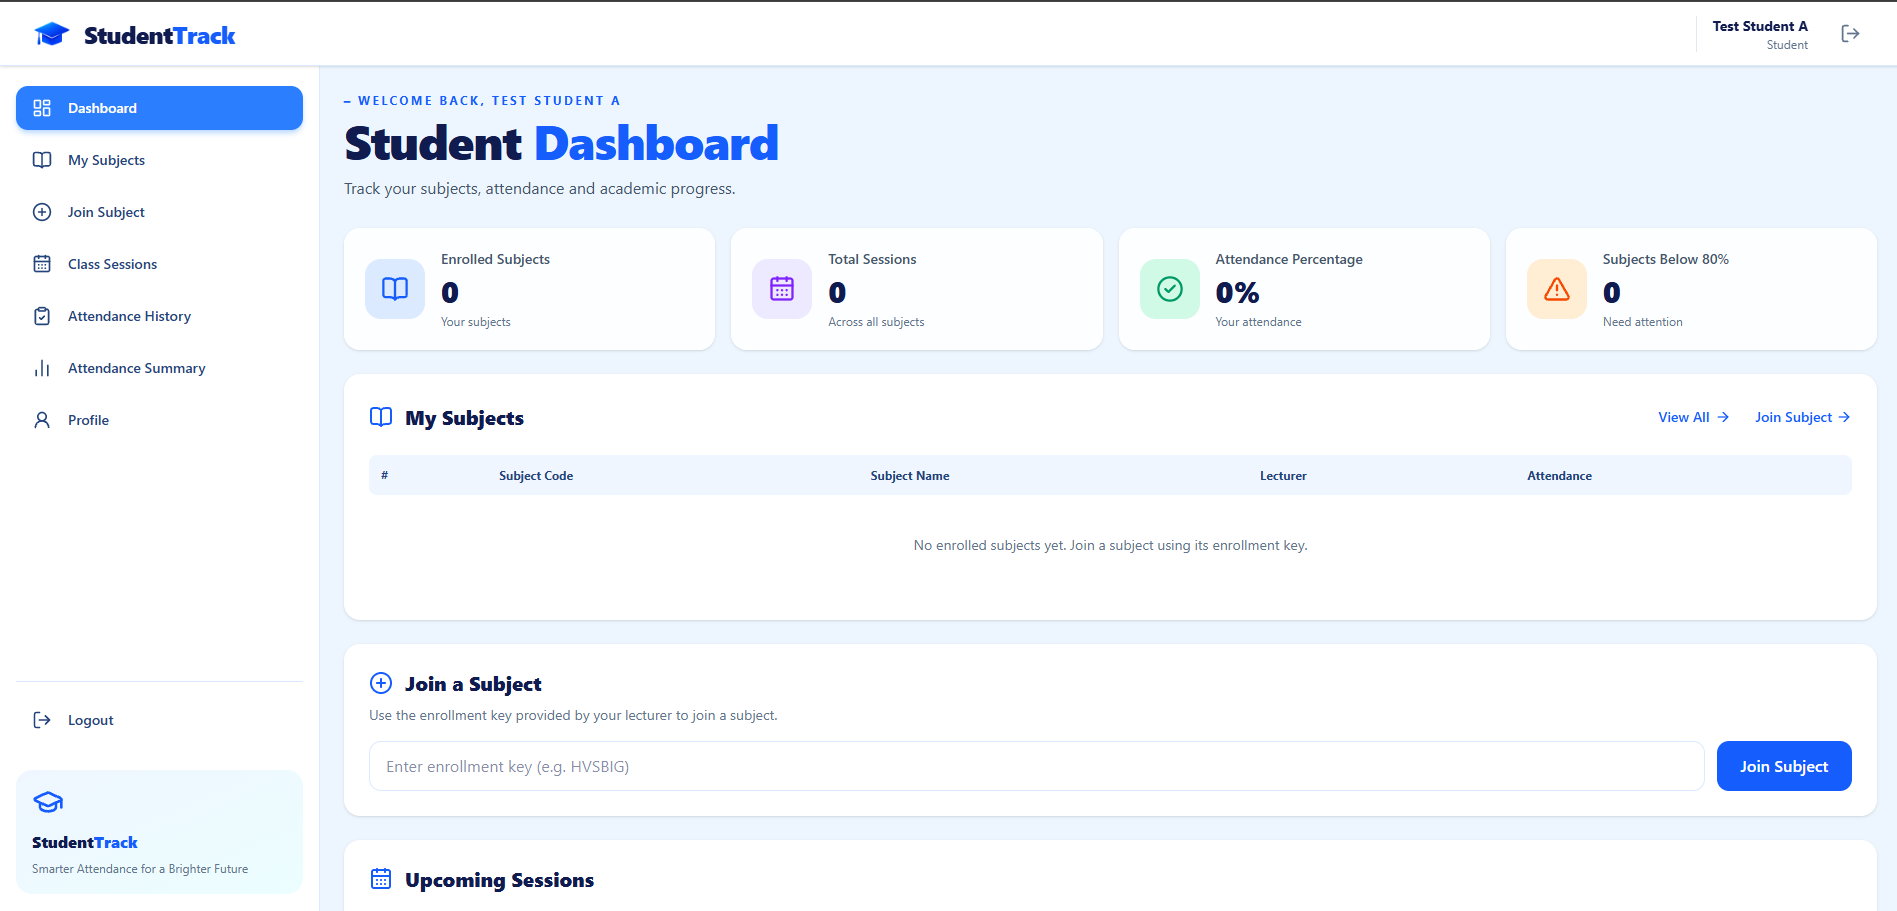 StudentTrack
Test Student A
Student
Dashboard
My Subjects
Join Subject
Class Sessions
Attendance History
Attendance Summary
Profile
Logout
StudentTrack
Smarter Attendance for a Brighter Future
– WELCOME BACK, TEST STUDENT A
Student Dashboard
Track your subjects, attendance and academic progress.
Enrolled Subjects
0
Your subjects
Total Sessions
0
Across all subjects
Attendance Percentage
0%
Your attendance
Subjects Below 80%
0
Need attention
My Subjects
View All → Join Subject →
# Subject Code Subject Name Lecturer Attendance
No enrolled subjects yet. Join a subject using its enrollment key.
Join a Subject
Use the enrollment key provided by your lecturer to join a subject.
Enter enrollment key (e.g. HVSBIG)
Join Subject
Upcoming Sessions